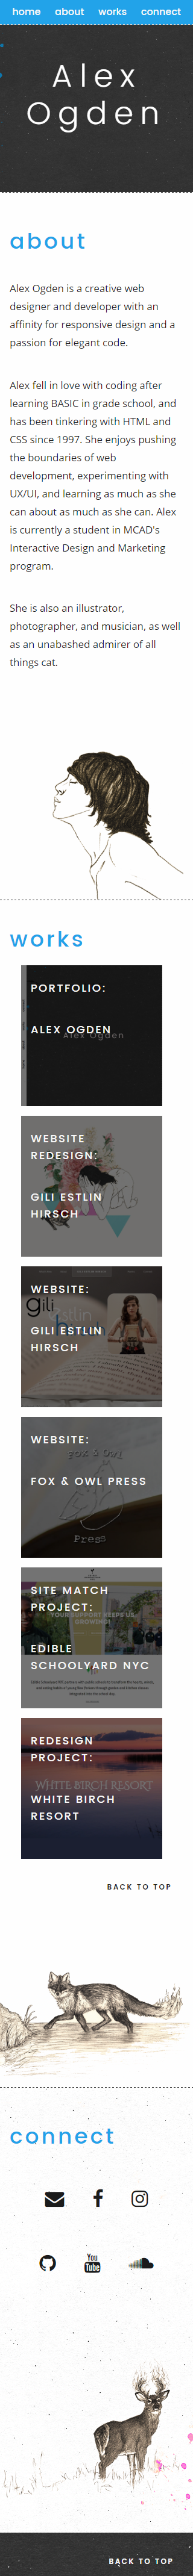 home about works connect
Alex
Ogden
about
Alex Ogden is a creative web
designer and developer with an
affinity for responsive design and a
passion for elegant code.
Alex fell in love with coding after
learning BASIC in grade school, and
has been tinkering with HTML and
CSS since 1997. She enjoys pushing
the boundaries of web
development, experimenting with
UX/UI, and learning as much as she
can about as much as she can. Alex
is currently a student in MCAD's
Interactive Design and Marketing
program.
She is also an illustrator,
photographer, and musician, as well
as an unabashed admirer of all
things cat.
works
PORTFOLIO:
ALEX OGDEN
Alex Ogden
WEBSITE
REDESIGN:
GILI ESTLIN
HIRSCH
WEBSITE:
gili
estlin
GILI ESTLIN
HIRSCH
WEBSITE:
Fox & Owl
FOX & OWL PRESS
Press
SITE MATCH
PROJECT:
YOUR SUPPORT KEEPS US
GROWING!
EDIBLE
SCHOOLYARD NYC
REDESIGN
PROJECT:
WHITE BIRCH RESORT
WHITE BIRCH
RESORT
BACK TO TOP
connect
You
Tube
BACK TO TOP